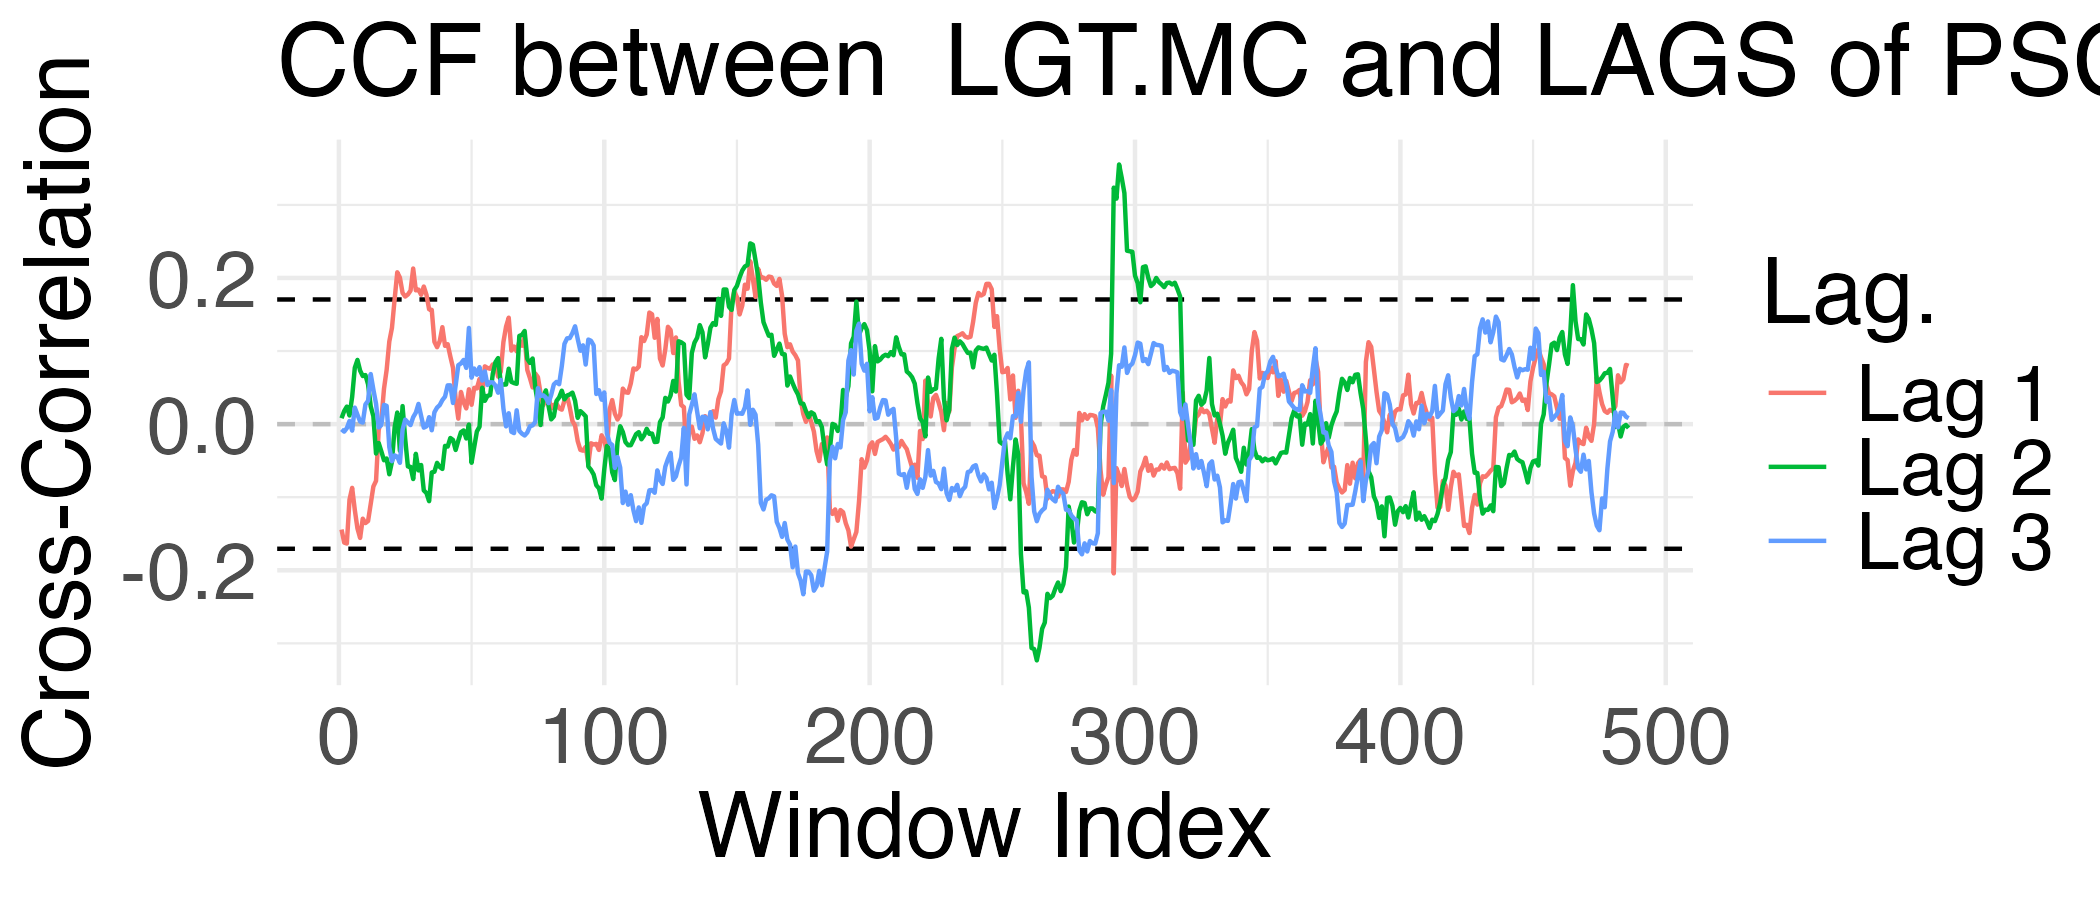 CCF between LGT.MC and LAGS of PSC
Cross-Correlation
0.2
0.0
-0.2
0
100
200
300
400
500
Window Index
Lag.
Lag 1
Lag 2
Lag 3